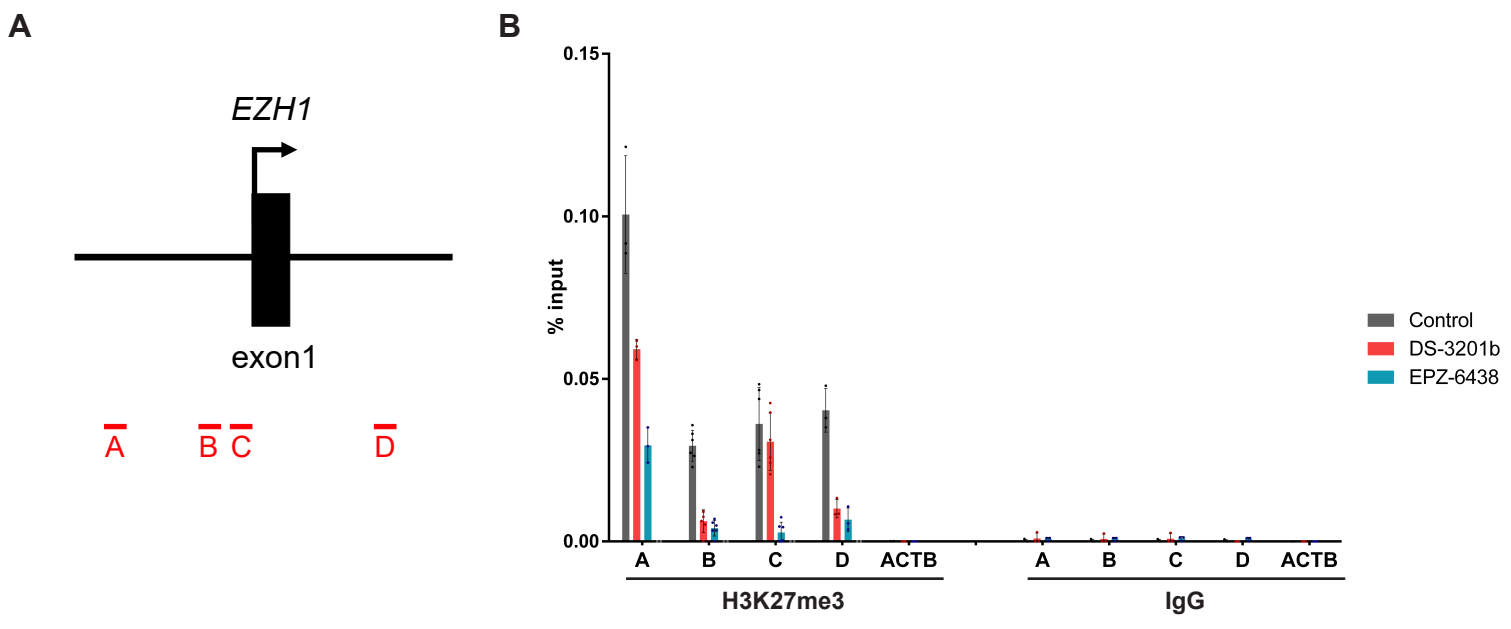 A
EZH1
exon1
A B C D
B
% input
0.15
0.10
0.05
0.00
A B C D ACTB A B C D ACTB
H3K27me3 IgG
Control
DS-3201b
EPZ-6438